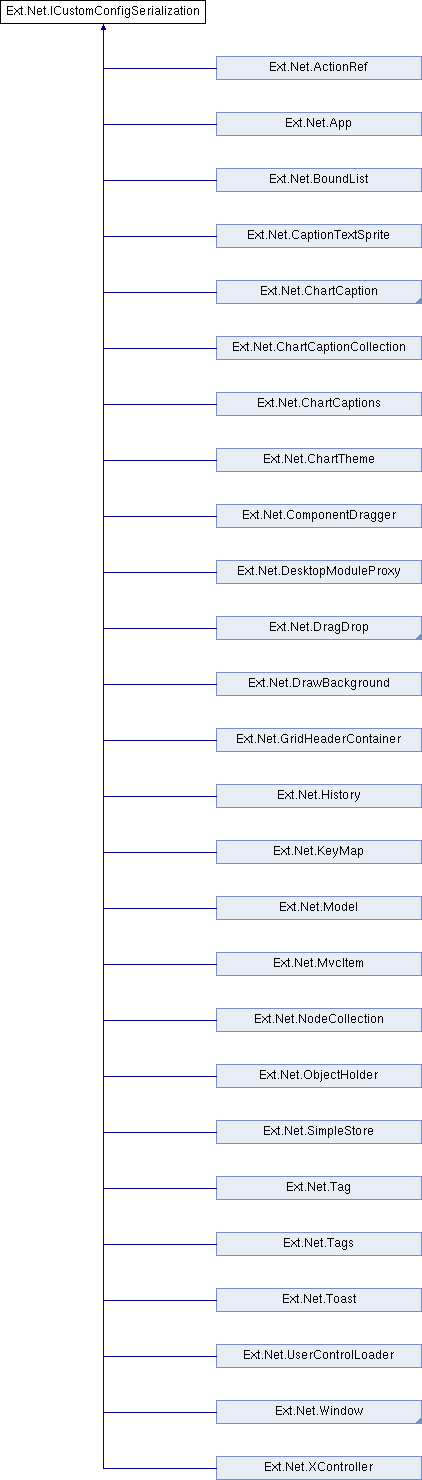 Ext.Net.ICustomConfigSerialization
Ext.Net.ActionRef
Ext.Net.App
Ext.Net.BoundList
Ext.Net.CaptionTextSprite
Ext.Net.ChartCaption
Ext.Net.ChartCaptionCollection
Ext.Net.ChartCaptions
Ext.Net.ChartTheme
Ext.Net.ComponentDragger
Ext.Net.DesktopModuleProxy
Ext.Net.DragDrop
Ext.Net.DrawBackground
Ext.Net.GridHeaderContainer
Ext.Net.History
Ext.Net.KeyMap
Ext.Net.Model
Ext.Net.MvcItem
Ext.Net.NodeCollection
Ext.Net.ObjectHolder
Ext.Net.SimpleStore
Ext.Net.Tag
Ext.Net.Tags
Ext.Net.Toast
Ext.Net.UserControlLoader
Ext.Net.Window
Ext.Net.XController